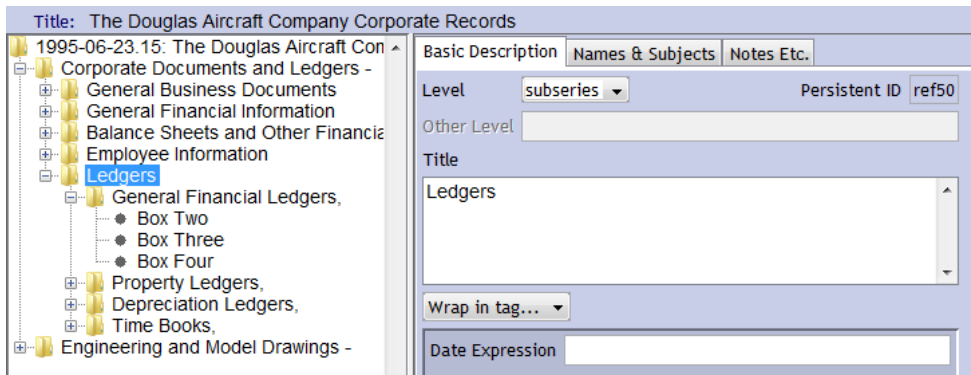 Title: The Douglas Aircraft Company Corporate Records
1995-06-23.15: The Douglas Aircraft Con
Corporate Documents and Ledgers -
General Business Documents
General Financial Information
Balance Sheets and Other Financia
Employee Information
Ledgers
General Financial Ledgers,
Box Two
Box Three
Box Four
Property Ledgers,
Depreciation Ledgers,
Time Books,
Engineering and Model Drawings -
Basic Description Names & Subjects Notes Etc.
Level subseries Persistent ID ref50
Other Level
Title
Ledgers
Wrap in tag...
Date Expression